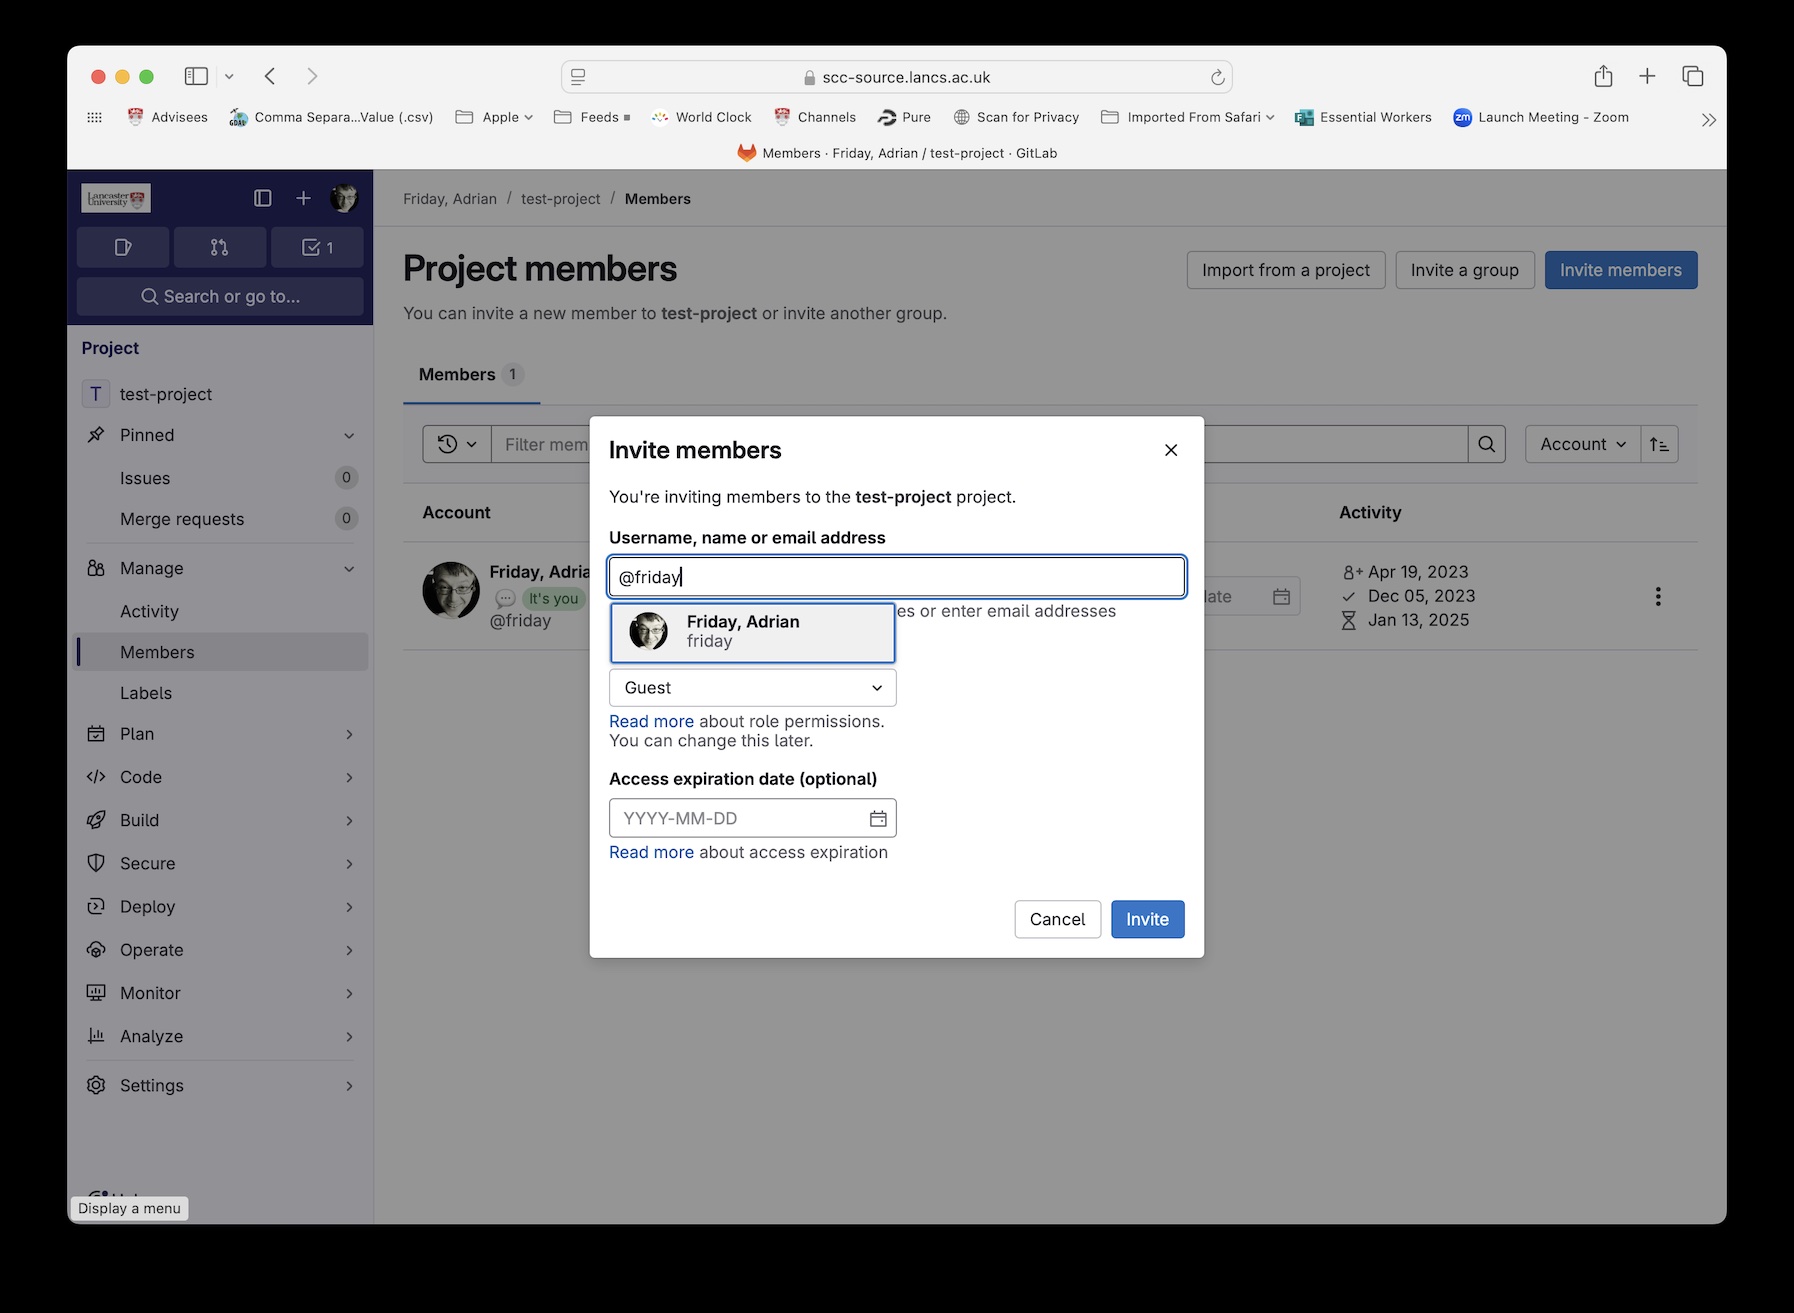 scc-source.lancs.ac.uk
Advisees
Comma Separa...Value (.csv)
Apple
Feeds
World Clock
Channels
Pure
Scan for Privacy
Imported From Safari
Essential Workers
zm
Launch Meeting - Zoom
Members · Friday, Adrian / test-project · GitLab
Lancaster University
1
Search or go to...
Project
T test-project
Pinned
Issues 0
Merge requests 0
Manage
Activity
Members
Labels
Plan
Code
Build
Secure
Deploy
Operate
Monitor
Analyze
Settings
Display a menu
Friday, Adrian / test-project / Members
Project members
Import from a project
Invite a group
Invite members
You can invite a new member to test-project or invite another group.
Members 1
Filter mem
Account
Account
Activity
Friday, Adria
It's you
@friday
Apr 19, 2023
Dec 05, 2023
Jan 13, 2025
Invite members
You're inviting members to the test-project project.
Username, name or email address
@friday
es or enter email addresses
Friday, Adrian
friday
Guest
Read more about role permissions.
You can change this later.
Access expiration date (optional)
YYYY-MM-DD
Read more about access expiration
Cancel
Invite